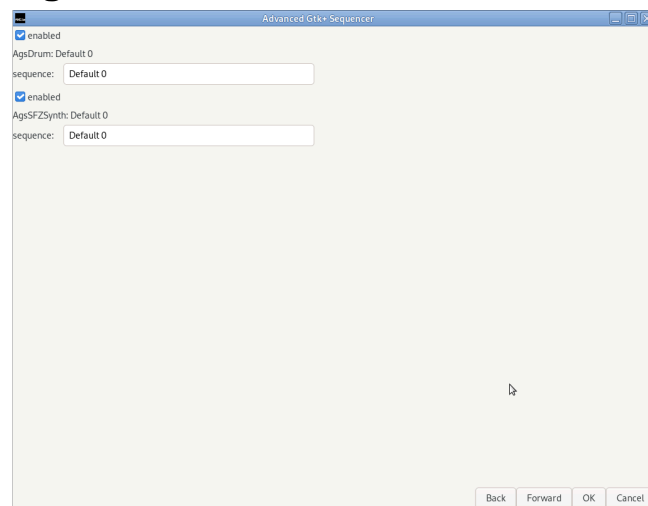 Advanced Gtk+ Sequencer
enabled
AgsDrum: Default 0
sequence: Default 0
enabled
AgsSFZSynth: Default 0
sequence: Default 0
Back Forward OK Cancel